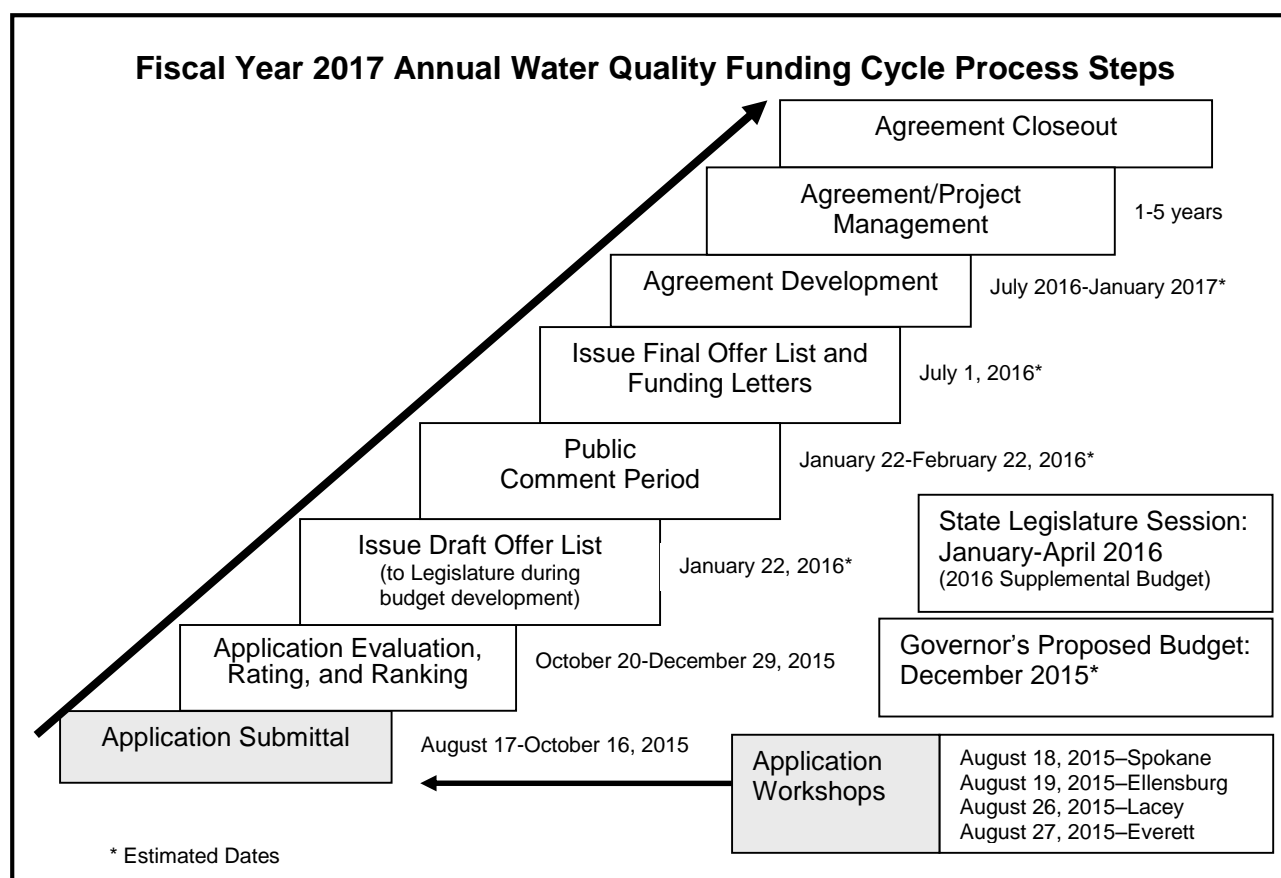 Fiscal Year 2017 Annual Water Quality Funding Cycle Process Steps
Agreement Closeout
Agreement/Project
Management
1-5 years
Agreement Development
July 2016-January 2017*
Issue Final Offer List and
Funding Letters
July 1, 2016*
Public
Comment Period
January 22-February 22, 2016*
Issue Draft Offer List
(to Legislature during
budget development)
January 22, 2016*
State Legislature Session:
January-April 2016
(2016 Supplemental Budget)
Application Evaluation,
Rating, and Ranking
October 20-December 29, 2015
Governor’s Proposed Budget:
December 2015*
Application Submittal
August 17-October 16, 2015
Application
Workshops
August 18, 2015–Spokane
August 19, 2015–Ellensburg
August 26, 2015–Lacey
August 27, 2015–Everett
* Estimated Dates